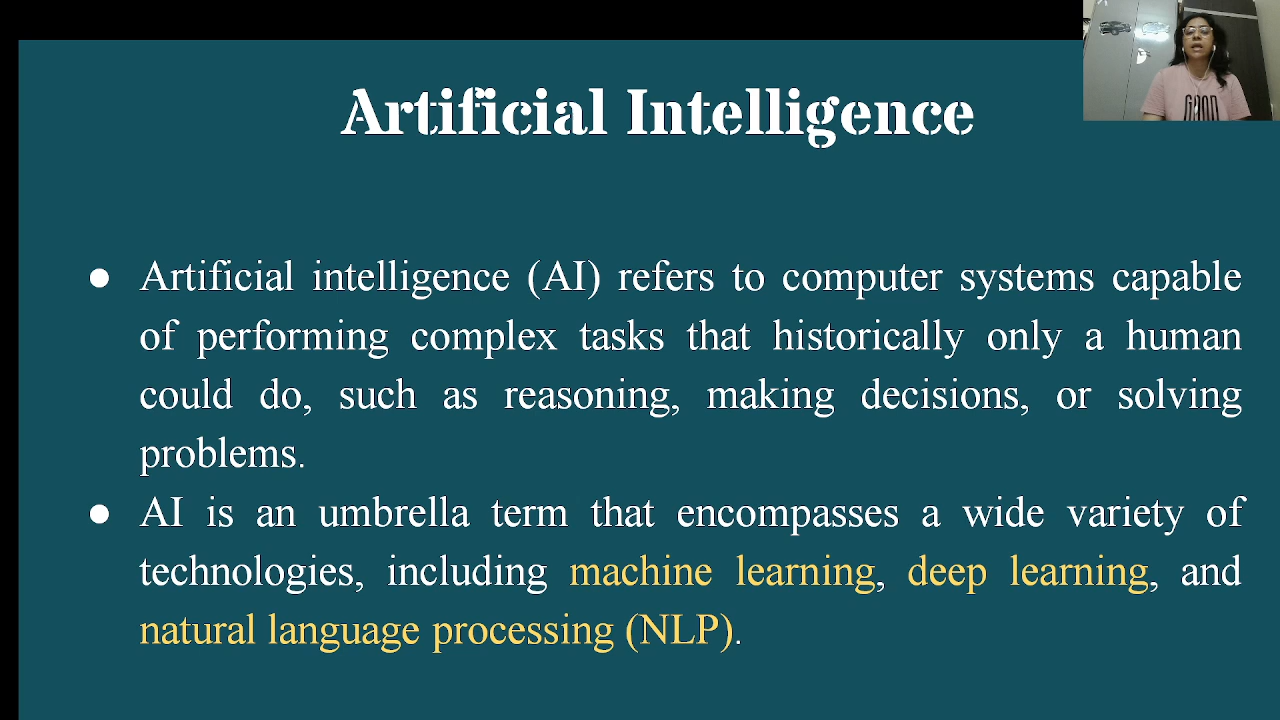 Artificial Intelligence
● Artificial intelligence (AI) refers to computer systems capable
of performing complex tasks that historically only a human
could do, such as reasoning, making decisions, or solving
problems.
● AI is an umbrella term that encompasses a wide variety of
technologies, including machine learning, deep learning, and
natural language processing (NLP).